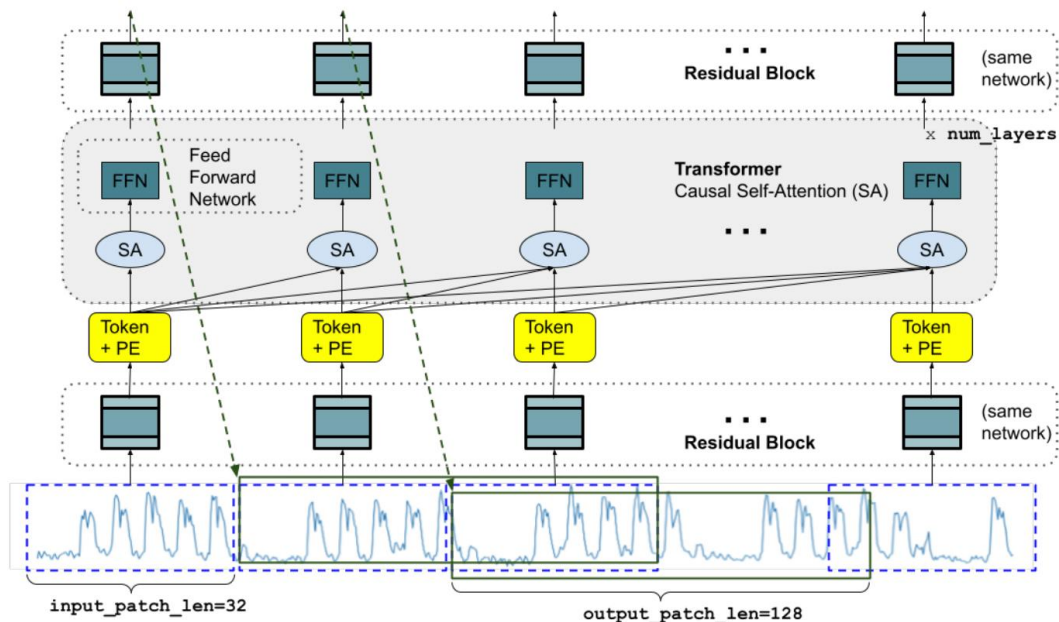 . . .
Residual Block
(same
network)
x num_layers
Feed
Forward
Network
FFN
FFN
FFN
FFN
Transformer
Causal Self-Attention (SA)
. . .
SA
SA
SA
SA
Token
+ PE
Token
+ PE
Token
+ PE
Token
+ PE
. . .
Residual Block
(same
network)
input_patch_len=32
output_patch_len=128